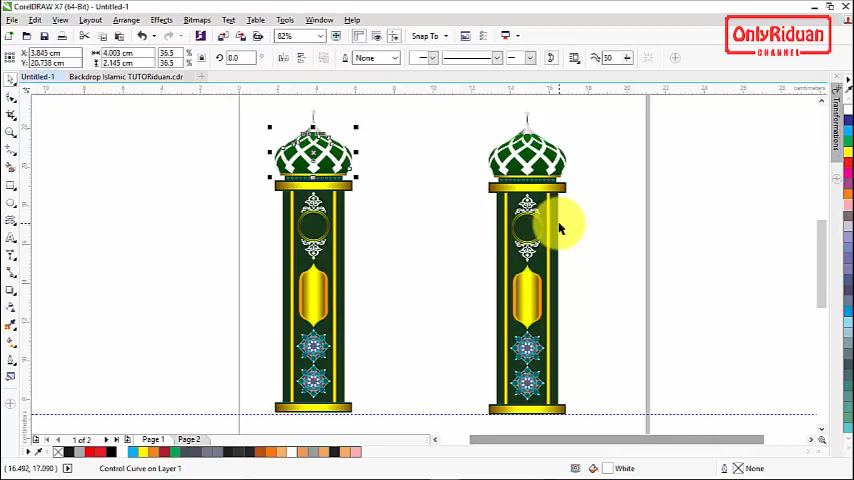 CorelDRAW X7 (64-Bit) - Untitled-1
File Edit View Layout Arrange Effects Bitmaps Text Table Tools Window Help
82% Snap To
X: 3.845 cm 4.003 cm 36.5 % 0.0 None 50
Y: 20.738 cm 2.145 cm 36.5 %
OnlyRiduan
CHANNEL
Untitled-1 Backdrop Islamic TUTORiduan.cdr
centimeters
Transformations
centimeters
1 of 2 Page 1 Page 2
(16.492, 17.090) Control Curve on Layer 1 White None